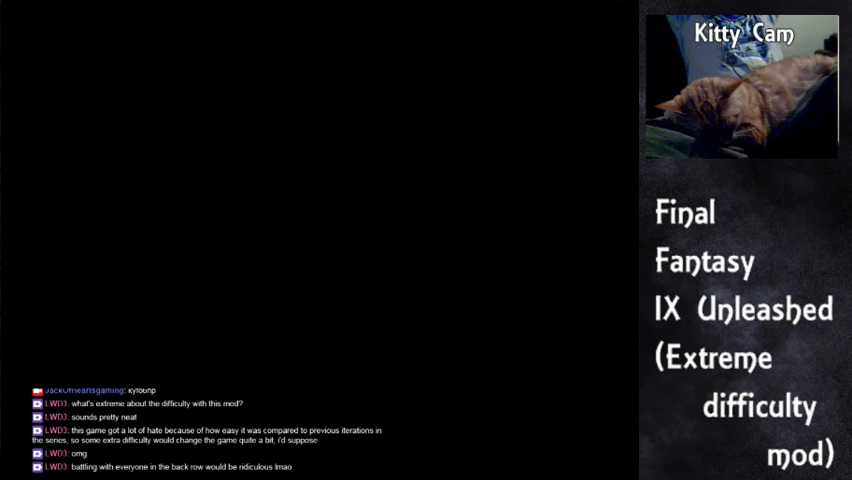 Kitty Cam
Final
Fantasy
IX Unleashed
(Extreme
difficulty
mod)
JackOfHeartsgaming:
LWD3: what's extreme about the difficulty with this mod?
LWD3: sounds pretty neat
LWD3: this game got a lot of hate because of how easy it was compared to previous iterations in
the series, so some extra difficulty would change the game quite a bit, i'd suppose
LWD3: omg
LWD3: battling with everyone in the back row would be ridiculous lmao